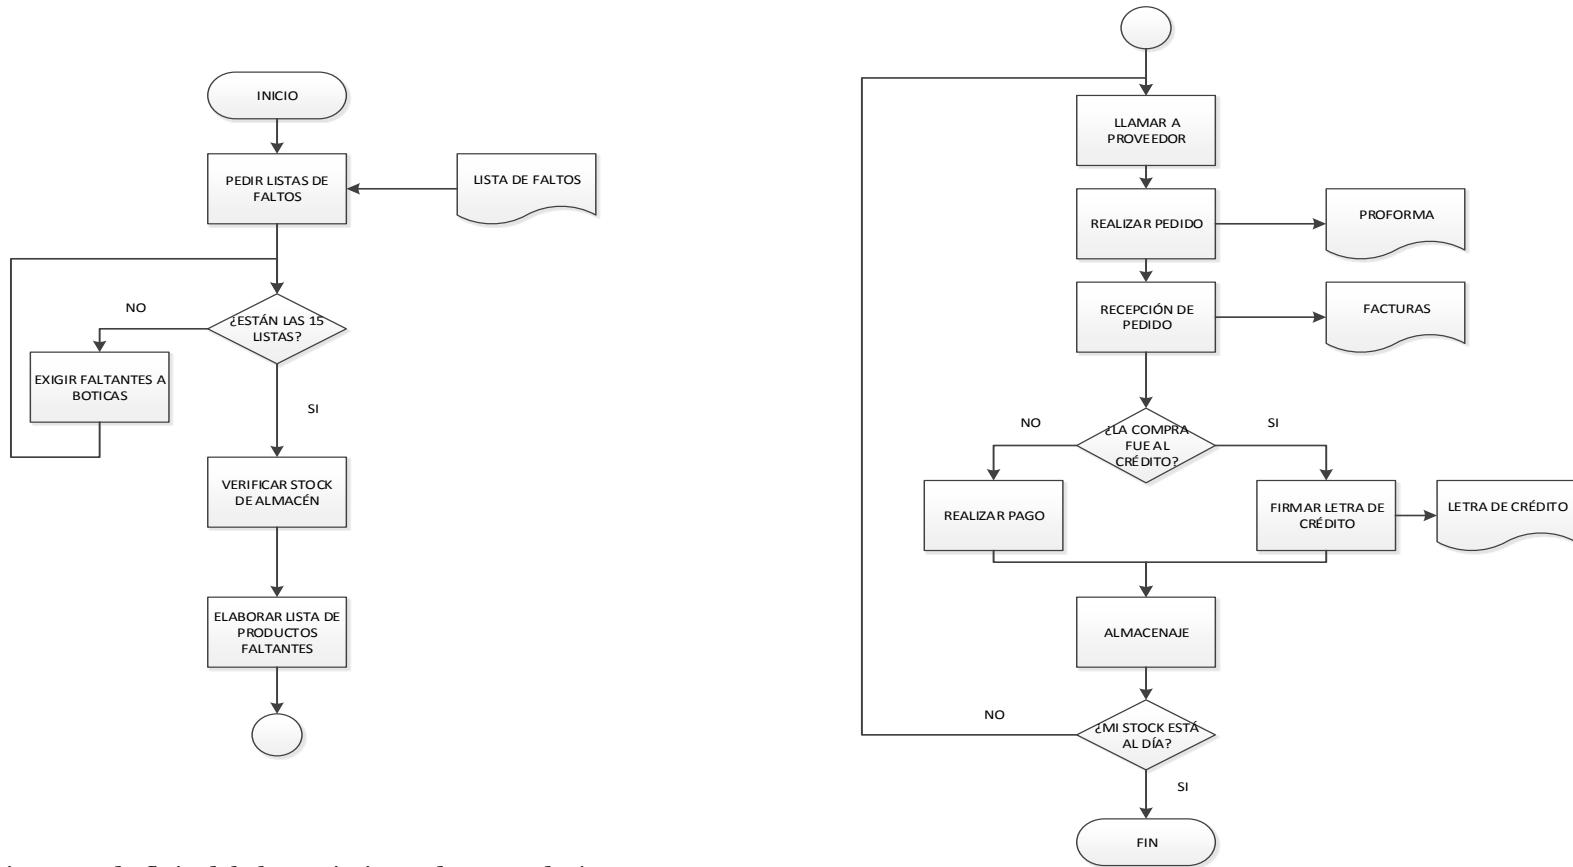 INICIO
PEDIR LISTAS DE
FALTOS
LISTA DE FALTOS
NO
¿ESTÁN LAS 15
LISTAS?
EXIGIR FALTANTES A
BOTICAS
SI
VERIFICAR STOCK
DE ALMACÉN
ELABORAR LISTA DE
PRODUCTOS
FALTANTES
LLAMAR A
PROVEEDOR
REALIZAR PEDIDO
PROFORMA
RECEPCIÓN DE
PEDIDO
FACTURAS
NO
¿LA COMPRA
FUE AL
CRÉDITO?
SI
REALIZAR PAGO
FIRMAR LETRA DE
CRÉDITO
LETRA DE CRÉDITO
ALMACENAJE
NO
¿MI STOCK ESTÁ
AL DÍA?
SI
FIN